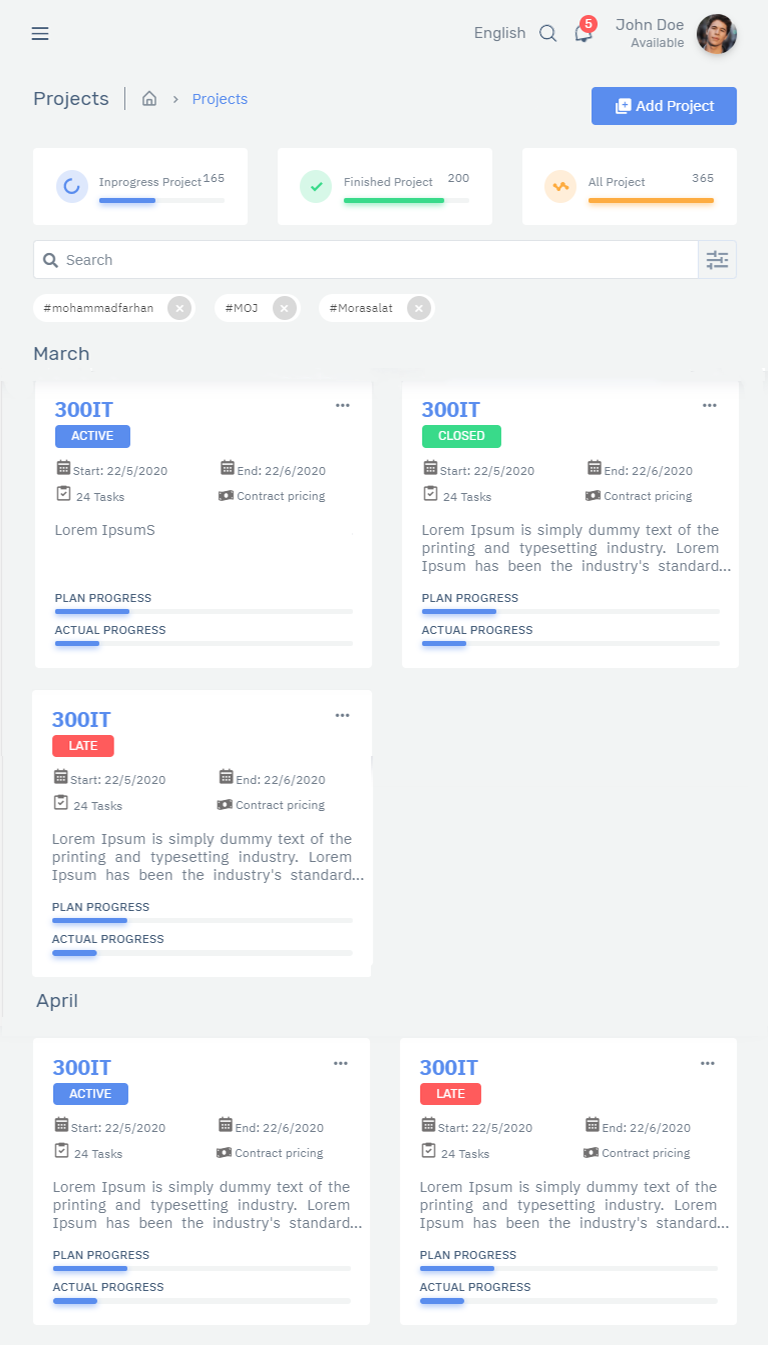 English
5
John Doe
Available
Projects
Projects
Add Project
Inprogress Project 165
Finished Project 200
All Project 365
Search
#mohammadfarhan
#MOJ
#Morasalat
March
300IT
ACTIVE
Start: 22/5/2020 End: 22/6/2020
24 Tasks Contract pricing
Lorem IpsumS
PLAN PROGRESS
ACTUAL PROGRESS
300IT
CLOSED
Start: 22/5/2020 End: 22/6/2020
24 Tasks Contract pricing
Lorem Ipsum is simply dummy text of the
printing and typesetting industry. Lorem
Ipsum has been the industry's standard...
PLAN PROGRESS
ACTUAL PROGRESS
300IT
LATE
Start: 22/5/2020 End: 22/6/2020
24 Tasks Contract pricing
Lorem Ipsum is simply dummy text of the
printing and typesetting industry. Lorem
Ipsum has been the industry's standard...
PLAN PROGRESS
ACTUAL PROGRESS
April
300IT
ACTIVE
Start: 22/5/2020 End: 22/6/2020
24 Tasks Contract pricing
Lorem Ipsum is simply dummy text of the
printing and typesetting industry. Lorem
Ipsum has been the industry's standard...
PLAN PROGRESS
ACTUAL PROGRESS
300IT
LATE
Start: 22/5/2020 End: 22/6/2020
24 Tasks Contract pricing
Lorem Ipsum is simply dummy text of the
printing and typesetting industry. Lorem
Ipsum has been the industry's standard...
PLAN PROGRESS
ACTUAL PROGRESS